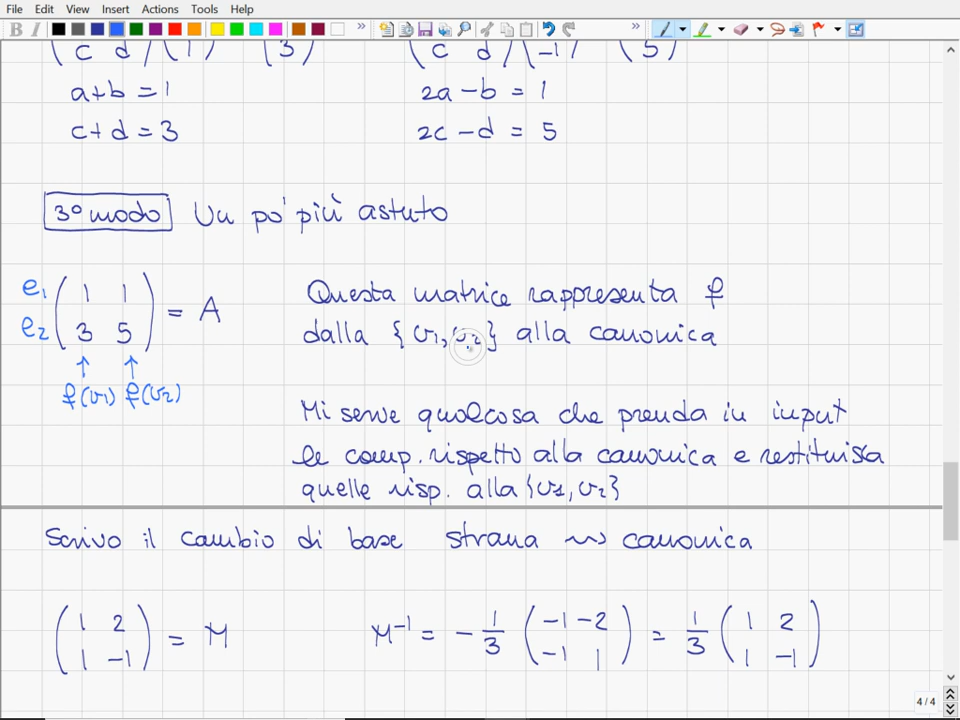 File Edit View Insert Actions Tools Help
( c d ) ( 1 ) ( 3 ) ( c d ) ( -1 ) ( 5 )
a+b = 1 2a - b = 1
c+d = 3 2c - d = 5
3° modo Un po' più astuto
e1 ( 1 1 ) Questa matrice rappresenta f
e2 ( 3 5 ) = A dalla {v1, v2} alla canonica
↑ ↑
f(v1) f(v2)
Mi serve qualcosa che prenda in input
le comp. rispetto alla canonica e restituisca
quelle risp. alla {v1, v2}
Scrivo il cambio di base strana ~> canonica
( 1 2 ) ( -1 -2 ) ( 1 2 )
( 1 -1 ) = M M^-1 = - 1/3 ( -1 1 ) = 1/3 ( 1 -1 )
4 / 4